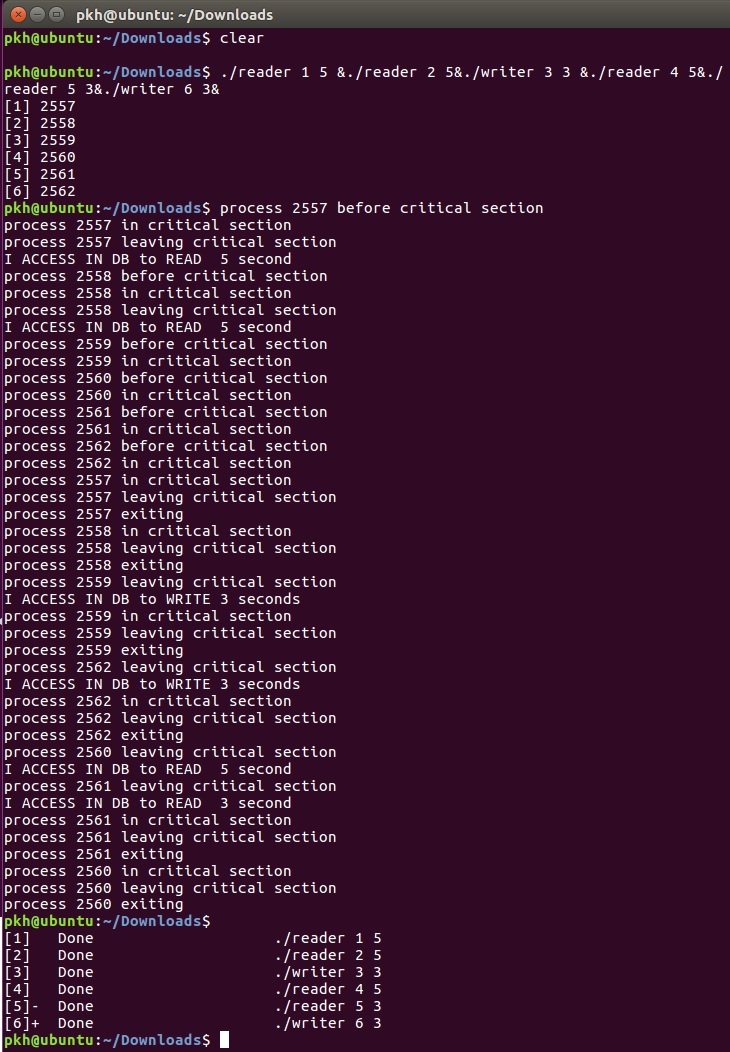 pkh@ubuntu: ~/Downloads
pkh@ubuntu:~/Downloads$ clear
pkh@ubuntu:~/Downloads$ ./reader 1 5 &./reader 2 5&./writer 3 3 &./reader 4 5&./
reader 5 3&./writer 6 3&
[1] 2557
[2] 2558
[3] 2559
[4] 2560
[5] 2561
[6] 2562
pkh@ubuntu:~/Downloads$ process 2557 before critical section
process 2557 in critical section
process 2557 leaving critical section
I ACCESS IN DB to READ  5 second
process 2558 before critical section
process 2558 in critical section
process 2558 leaving critical section
I ACCESS IN DB to READ  5 second
process 2559 before critical section
process 2559 in critical section
process 2560 before critical section
process 2560 in critical section
process 2561 before critical section
process 2561 in critical section
process 2562 before critical section
process 2562 in critical section
process 2557 in critical section
process 2557 leaving critical section
process 2557 exiting
process 2558 in critical section
process 2558 leaving critical section
process 2558 exiting
process 2559 leaving critical section
I ACCESS IN DB to WRITE 3 seconds
process 2559 in critical section
process 2559 leaving critical section
process 2559 exiting
process 2562 leaving critical section
I ACCESS IN DB to WRITE 3 seconds
process 2562 in critical section
process 2562 leaving critical section
process 2562 exiting
process 2560 leaving critical section
I ACCESS IN DB to READ  5 second
process 2561 leaving critical section
I ACCESS IN DB to READ  3 second
process 2561 in critical section
process 2561 leaving critical section
process 2561 exiting
process 2560 in critical section
process 2560 leaving critical section
process 2560 exiting
pkh@ubuntu:~/Downloads$
[1]   Done                    ./reader 1 5
[2]   Done                    ./reader 2 5
[3]   Done                    ./writer 3 3
[4]   Done                    ./reader 4 5
[5]-  Done                    ./reader 5 3
[6]+  Done                    ./writer 6 3
pkh@ubuntu:~/Downloads$